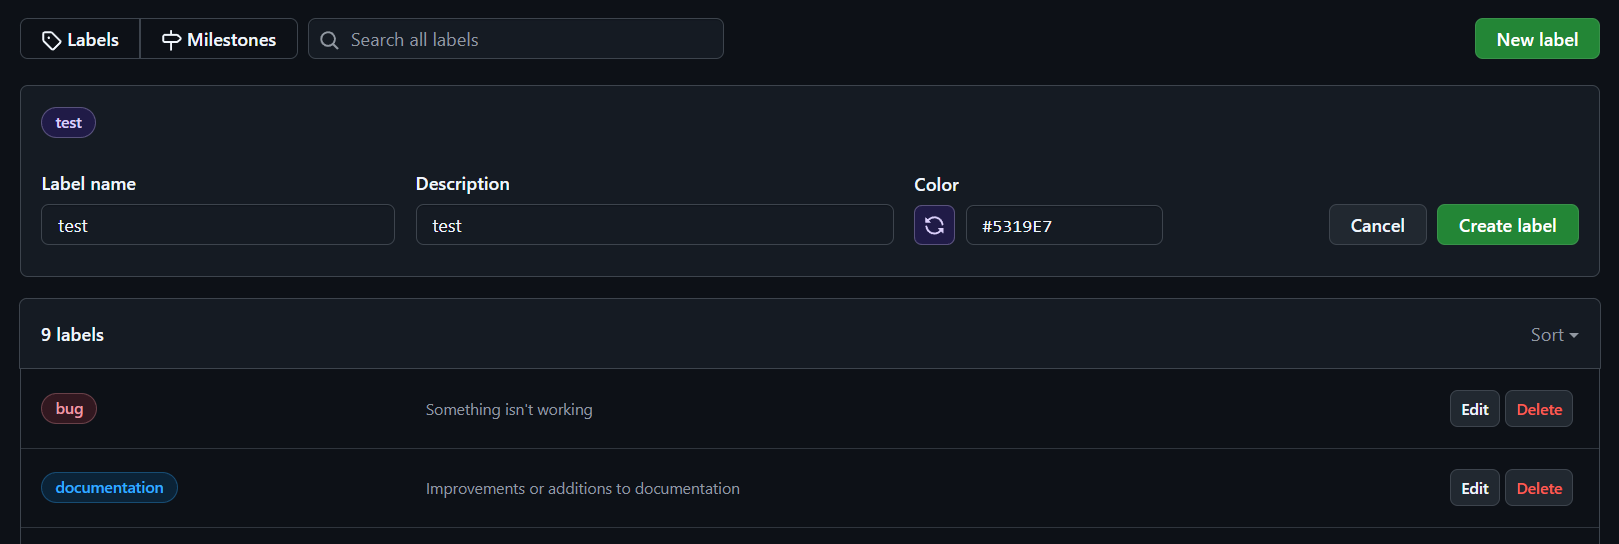 Labels Milestones Search all labels New label
test
Label name Description Color
test test #5319E7 Cancel Create label
9 labels Sort
bug Something isn't working Edit Delete
documentation Improvements or additions to documentation Edit Delete